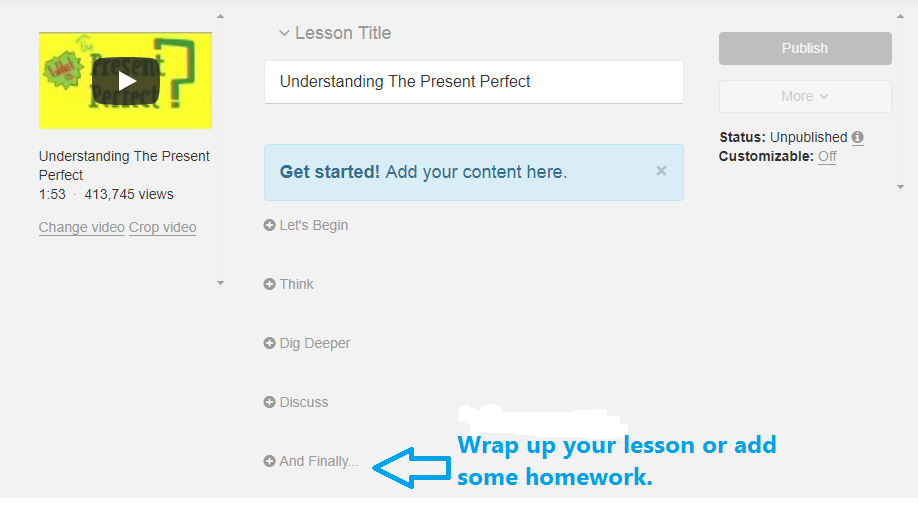 the
Present
Perfect
?
Understanding The Present
Perfect
1:53 · 413,745 views
Change video Crop video
Lesson Title
Understanding The Present Perfect
Get started! Add your content here. ×
Let's Begin
Think
Dig Deeper
Discuss
And Finally...
Wrap up your lesson or add
some homework.
Publish
More
Status: Unpublished
Customizable: Off